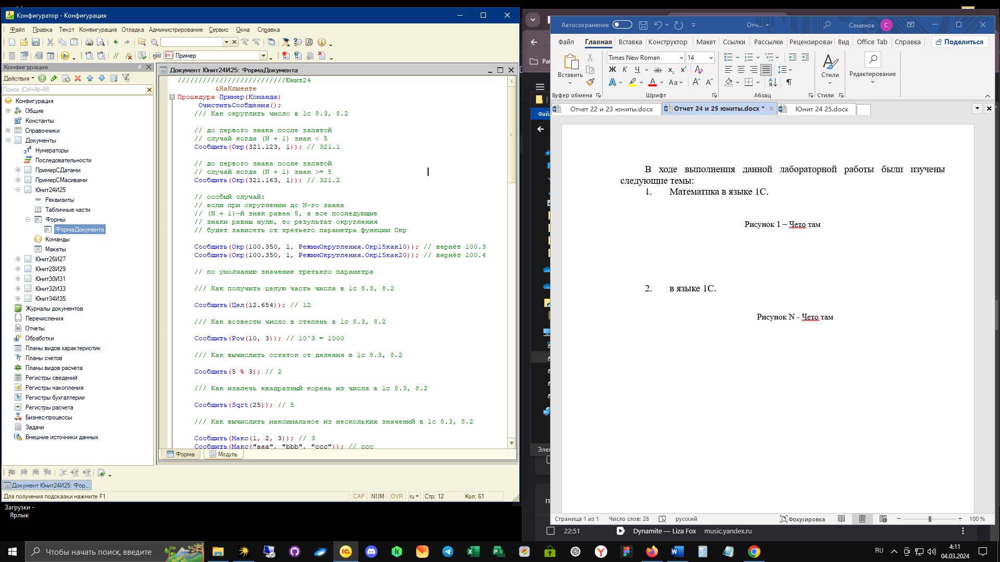 Конфигуратор - Конфигурация
Файл Правка Текст Конфигурация Отладка Администрирование Сервис Окна Справка
Пример
Конфигурация
Действия
Поиск (Ctrl+Alt+M)
Конфигурация
Общие
Константы
Справочники
Документы
Нумераторы
Последовательности
ПримерСДатами
ПримерСМасивами
Юнит24И25
Реквизиты
Табличные части
Формы
ФормаДокумента
Команды
Макеты
Юнит26И27
Юнит28И29
Юнит30И31
Юнит32И33
Юнит34И35
Журналы документов
Перечисления
Отчеты
Обработки
Планы видов характеристик
Планы счетов
Планы видов расчета
Регистры сведений
Регистры накопления
Регистры бухгалтерии
Регистры расчета
Бизнес-процессы
Задачи
Внешние источники данных
Документ Юнит24И25: ФормаДокумента
//////////////////////////Юнит24
&НаКлиенте
Процедура Пример(Команда)
ОчиститьСообщения();
/// Как округлить число в 1с 8.3, 8.2
// до первого знака после запятой
// случай когда (N + 1) знак < 5
Сообщить(Окр(321.123, 1)); // 321.1
// до первого знака после запятой
// случай когда (N + 1) знак >= 5
Сообщить(Окр(321.163, 1)); // 321.2
// особый случай:
// если при округлении до N-го знака
// (N + 1)-й знак равен 5, а все последующие
// знаки равны нулю, то результат округления
// будет зависеть от третьего параметра функции Окр
Сообщить(Окр(100.350, 1, РежимОкругления.Окр15как10)); // вернёт 100.3
Сообщить(Окр(100.350, 1, РежимОкругления.Окр15как20)); // вернёт 100.4
// по умолчанию значение третьего параметра
/// Как получить целую часть числа в 1с 8.3, 8.2
Сообщить(Цел(12.654)); // 12
/// Как возвести число в степень в 1с 8.3, 8.2
Сообщить(Pow(10, 3)); // 10^3 = 1000
/// Как вычислить остаток от деления в 1с 8.3, 8.2
Сообщить(5 % 3); // 2
/// Как извлечь квадратный корень из числа в 1с 8.3, 8.2
Сообщить(Sqrt(25)); // 5
/// Как вычислить максимальное из нескольких значений в 1с 8.3, 8.2
Сообщить(Макс(1, 2, 3)); // 3
Сообщить(Макс("aaa", "bbb", "ccc")); // ccc
Форма Модуль
Документ Юнит24И25: Фор...
Для получения подсказки нажмите F1
CAP NUM OVR ru Стр: 12 Кол: 61
Загрузки -
Ярлык
Автосохранение Отч... Семенов С
Файл Главная Вставка Конструктор Макет Ссылки Рассылки Рецензирова Вид Office Tab Справка Поделиться
Times New Roman 14
Вставить
Ж К Ч ab x₂ x²
Aa
Стили
Редактирование
Буфер обмена Шрифт Абзац Стили
Отчет 22 и 23 юниты.docx Отчет 24 и 25 юниты.docx * Юнит 24 25.docx
В ходе выполнения данной лабораторной работы были изучены
следующие темы:
1. Математика в языке 1С.
Рисунок 1 – Чето там
2. в языке 1С.
Рисунок N - Чето там
Страница 1 из 1 Число слов: 28 русский Фокусировка 100 %
22:51 Dynamite — Liza Fox music.yandex.ru
Чтобы начать поиск, введите
RU
4:11
04.03.2024